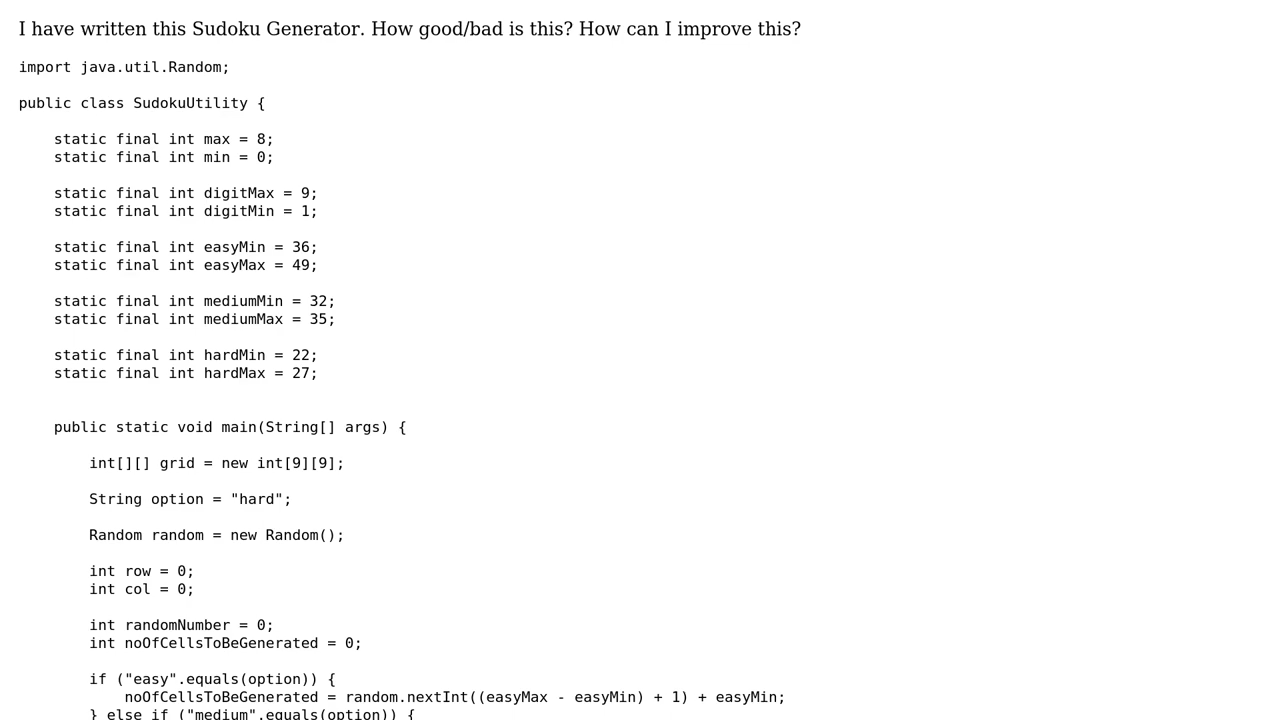 I have written this Sudoku Generator. How good/bad is this? How can I improve this?
import java.util.Random;
public class SudokuUtility {
static final int max = 8;
static final int min = 0;
static final int digitMax = 9;
static final int digitMin = 1;
static final int easyMin = 36;
static final int easyMax = 49;
static final int mediumMin = 32;
static final int mediumMax = 35;
static final int hardMin = 22;
static final int hardMax = 27;
public static void main(String[] args) {
int[][] grid = new int[9][9];
String option = "hard";
Random random = new Random();
int row = 0;
int col = 0;
int randomNumber = 0;
int noOfCellsToBeGenerated = 0;
if ("easy".equals(option)) {
noOfCellsToBeGenerated = random.nextInt((easyMax - easyMin) + 1) + easyMin;
} else if ("medium".equals(option)) {